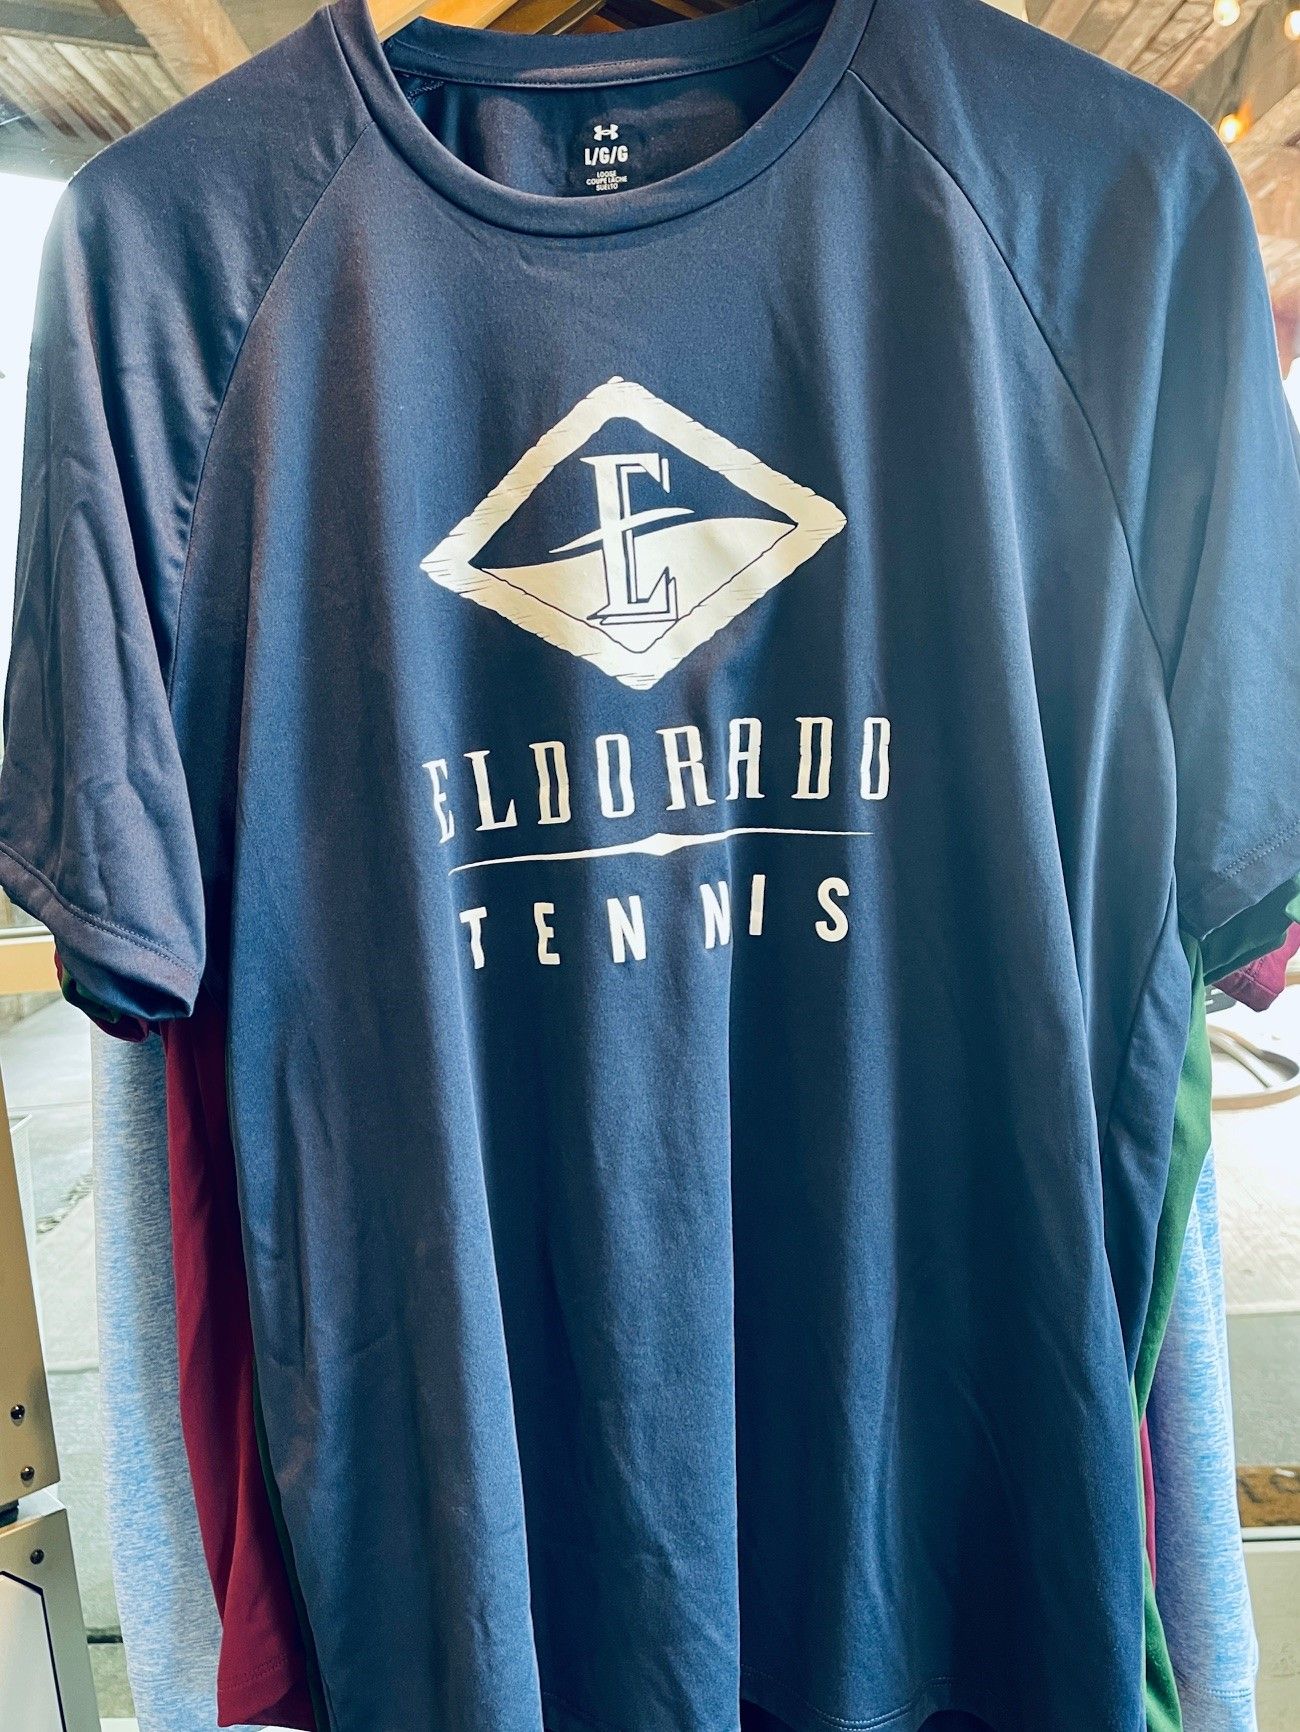 L/G/G
LOOSE
COUPE LÂCHE
SUELTO
E
ELDORADO
TENNIS